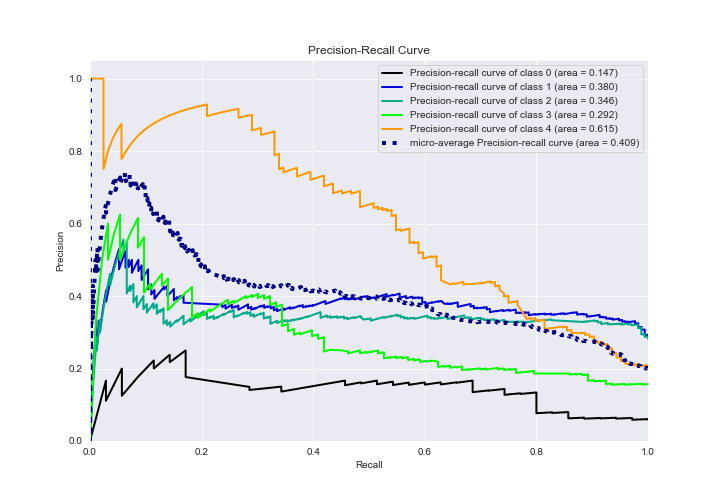 Precision-Recall Curve
Precision-recall curve of class 0 (area = 0.147)
Precision-recall curve of class 1 (area = 0.380)
Precision-recall curve of class 2 (area = 0.346)
Precision-recall curve of class 3 (area = 0.292)
Precision-recall curve of class 4 (area = 0.615)
micro-average Precision-recall curve (area = 0.409)
Precision
1.0
0.8
0.6
0.4
0.2
0.0
0.0 0.2 0.4 0.6 0.8 1.0
Recall